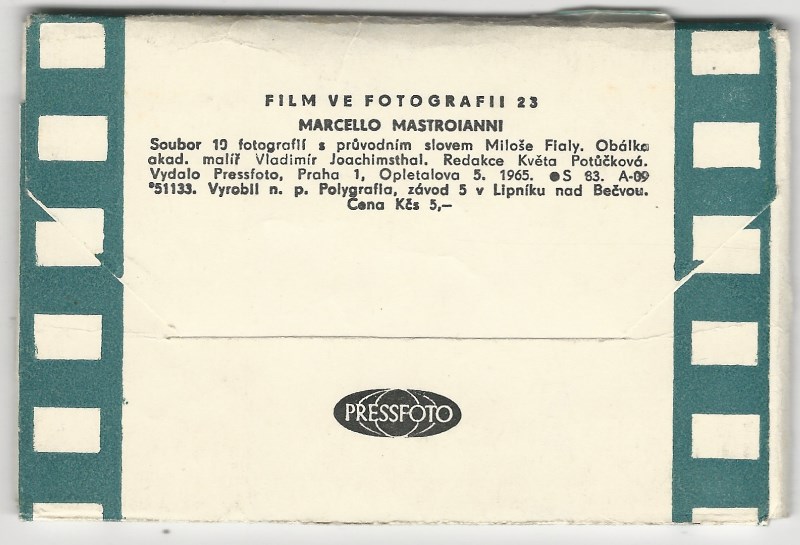 FILM VE FOTOGRAFII 23
MARCELLO MASTROIANNI
Soubor 10 fotografií s průvodním slovem Miloše Fialy. Obálka
akad. malíř Vladimír Joachimsthal. Redakce Květa Potůčková.
Vydalo Pressfoto, Praha 1, Opletalova 5. 1965. ●S 83. A-09
*51133. Vyrobil n. p. Polygrafia, závod 5 v Lipníku nad Bečvou.
Cena Kčs 5,—
PRESSFOTO